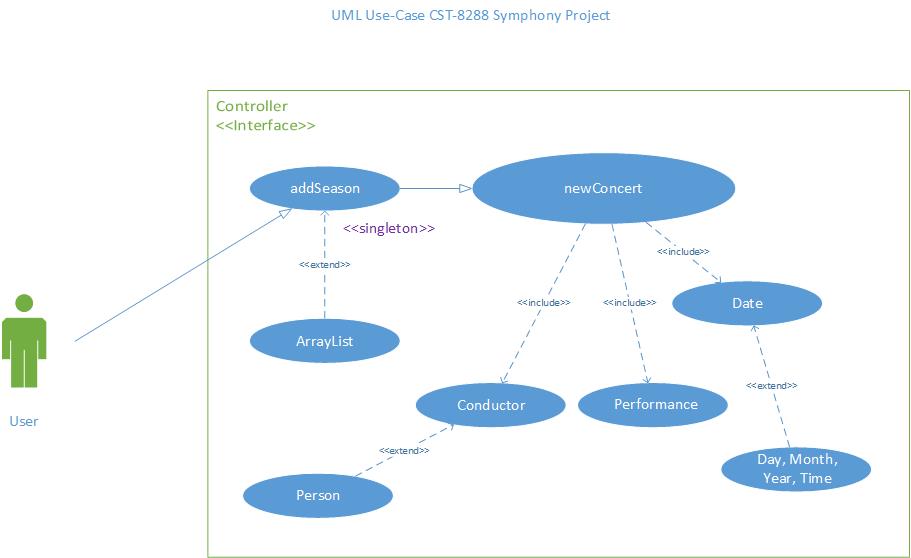 UML Use-Case CST-8288 Symphony Project
Controller
<<Interface>>
addSeason
newConcert
<<singleton>>
<<include>>
<<extend>>
<<include>>
<<include>>
Date
ArrayList
<<extend>>
Conductor
Performance
User
<<extend>>
Day, Month,
Year, Time
Person